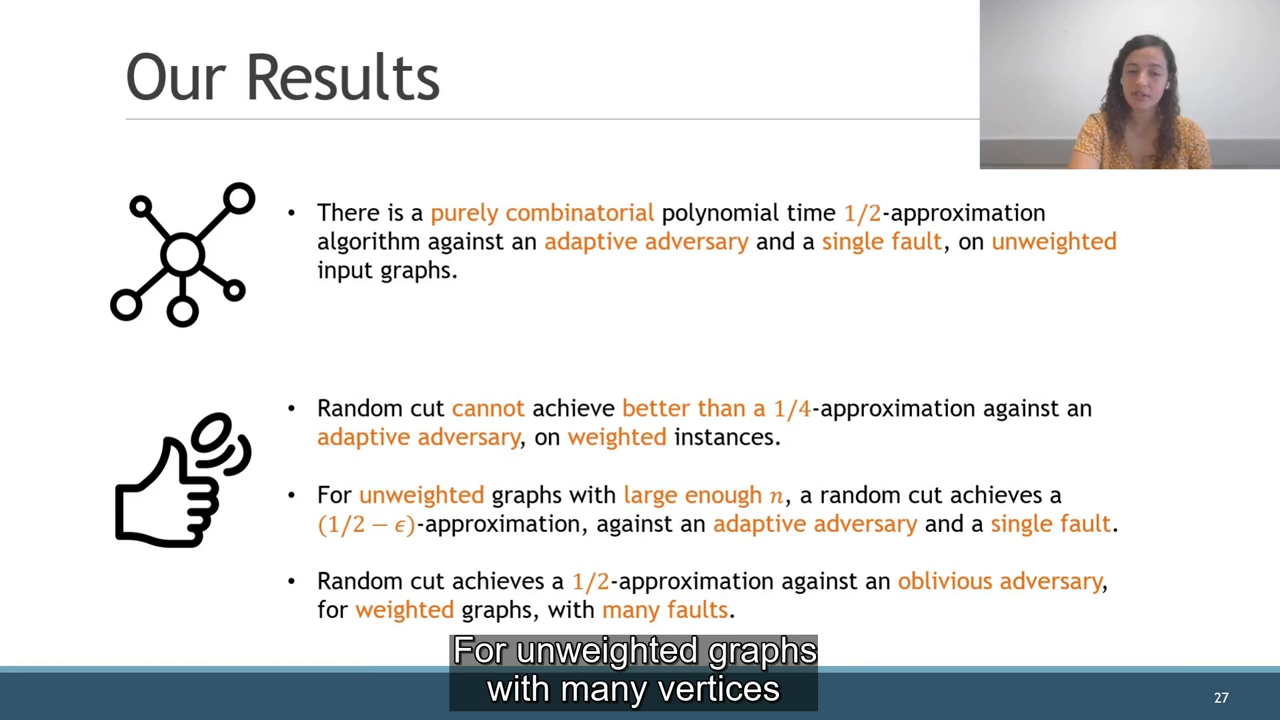 Our Results
• There is a purely combinatorial polynomial time 1/2-approximation
algorithm against an adaptive adversary and a single fault, on unweighted
input graphs.
• Random cut cannot achieve better than a 1/4-approximation against an
adaptive adversary, on weighted instances.
• For unweighted graphs with large enough n, a random cut achieves a
(1/2 − ϵ)-approximation, against an adaptive adversary and a single fault.
• Random cut achieves a 1/2-approximation against an oblivious adversary,
for weighted graphs, with many faults.
For unweighted graphs
with many vertices
27